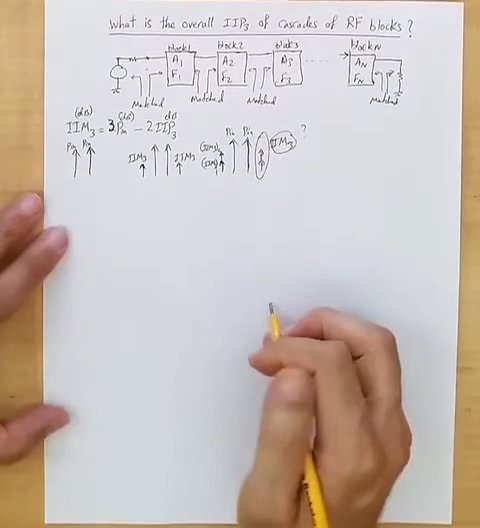 what is the overall IIP3 of cascades of RF blocks?
block1 block2 block3 blockN
A1 A2 A3 AN
F1 F2 F3 FN
Matched Matched Matched Matched
(dB) (dB) dB
IIM3 = 3Pin - 2IIP3
Pin Pin IIM3 IIM3 (IIM3) (IIM3) Pin Pin IIM3 ?